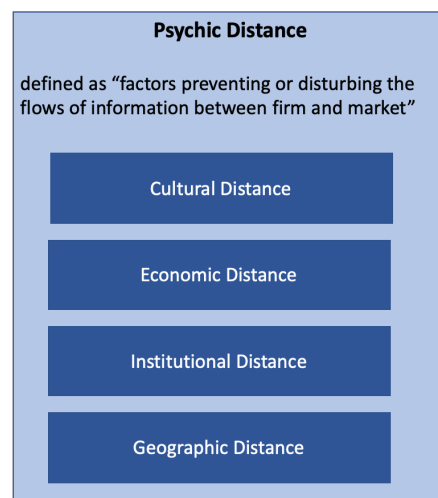 Psychic Distance
defined as “factors preventing or disturbing the
flows of information between firm and market”
Cultural Distance
Economic Distance
Institutional Distance
Geographic Distance